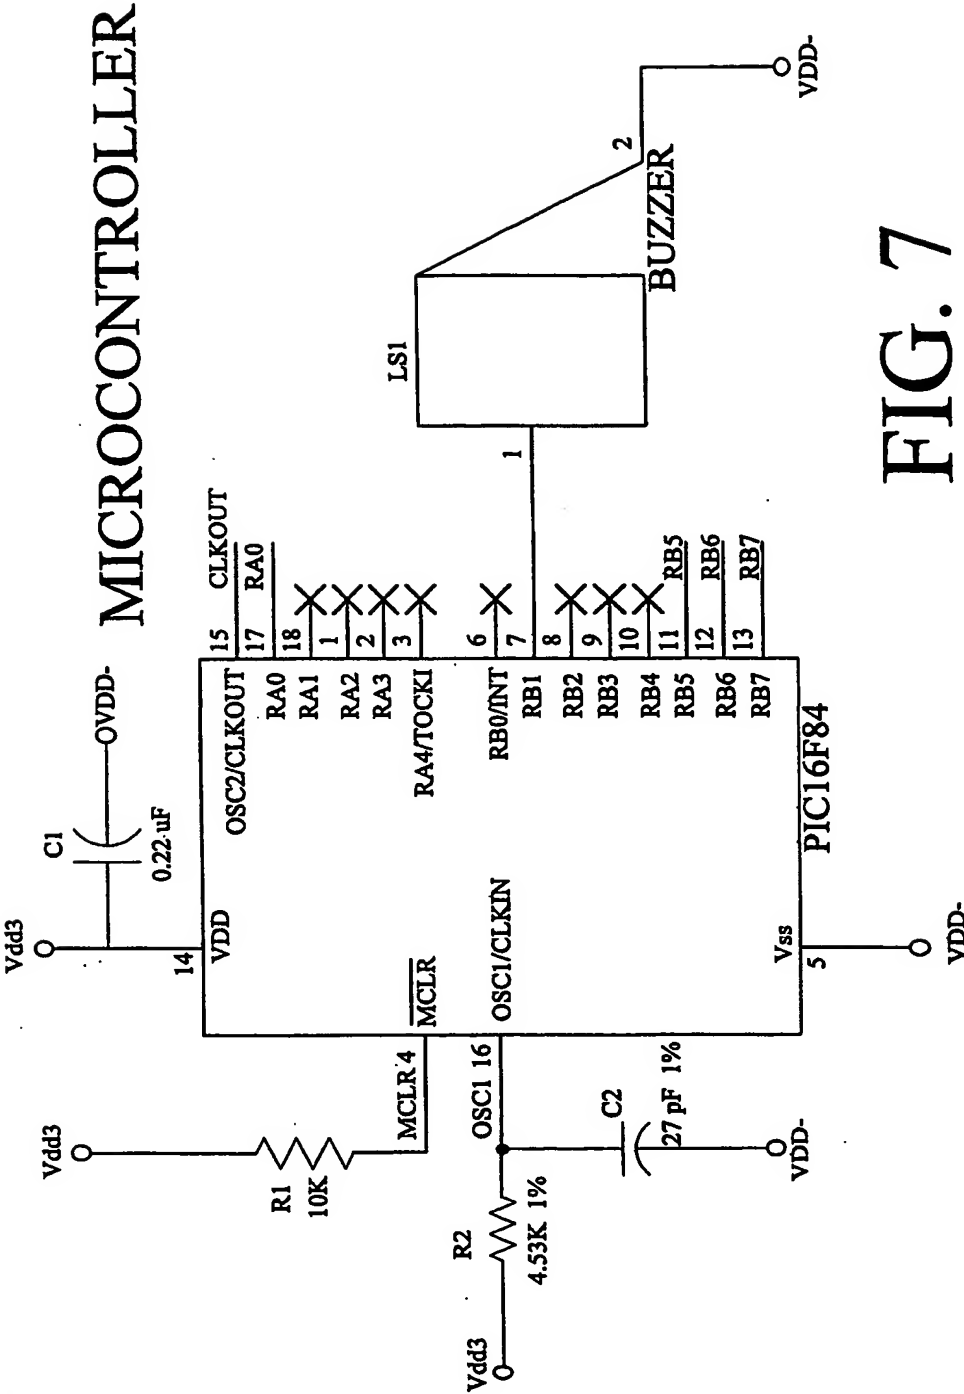 MICROCONTROLLER
Vdd3
C1
OVDD-
0.22 uF
Vdd3
R1
10K
MCLR 4
MCLR
14
VDD
OSC2/CLKOUT
15
CLKOUT
RA0
17
RA0
RA1
18
RA2
1
RA3
2
RA4/TOCKI
3
RB0/INT
6
RB1
7
RB2
8
RB3
9
RB4
10
RB5
11
RB5
RB6
12
RB6
RB7
13
RB7
Vdd3
R2
4.53K 1%
OSC1 16
OSC1/CLKIN
C2
27 pF 1%
VDD-
Vss
5
VDD-
PIC16F84
LS1
1
BUZZER
2
VDD-
FIG. 7